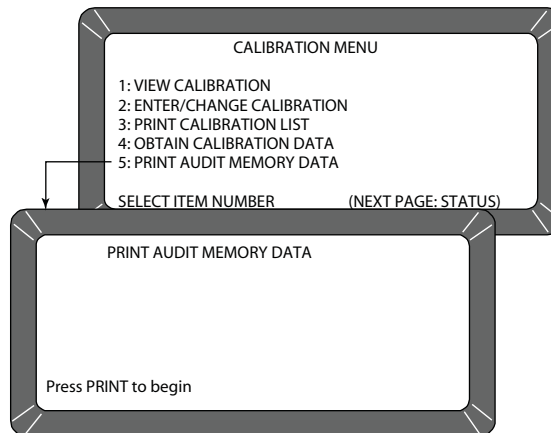 CALIBRATION MENU
1: VIEW CALIBRATION
2: ENTER/CHANGE CALIBRATION
3: PRINT CALIBRATION LIST
4: OBTAIN CALIBRATION DATA
5: PRINT AUDIT MEMORY DATA
SELECT ITEM NUMBER (NEXT PAGE: STATUS)
PRINT AUDIT MEMORY DATA
Press PRINT to begin